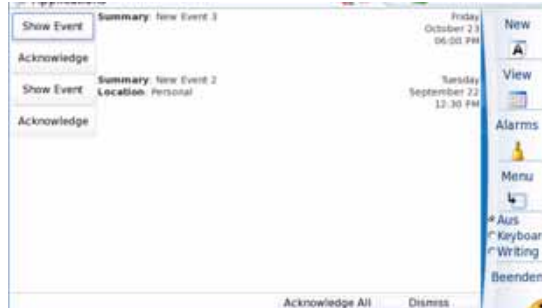 Show Event
Summary: New Event 3
Friday
October 23
06:00 PM
Acknowledge
Show Event
Summary: New Event 2
Location: Personal
Tuesday
September 22
12:30 PM
Acknowledge
Acknowledge All
Dismiss
New
A
View
Alarms
Menu
Aus
Keyboar
Writing
Beenden